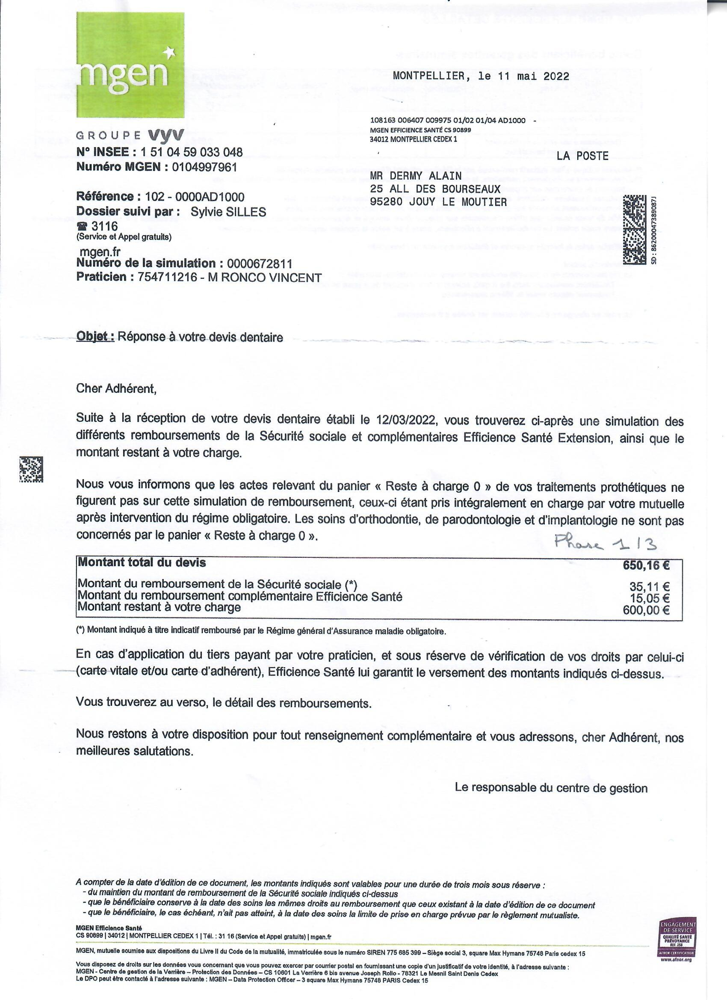 mgen
MONTPELLIER, le 11 mai 2022
108163 006407 009975 01/02 01/04 AD1000 -
MGEN EFFICIENCE SANTÉ CS 90899
34012 MONTPELLIER CEDEX 1
GROUPE vyv
N° INSEE : 1 51 04 59 033 048
Numéro MGEN : 0104997961
LA POSTE
MR DERMY ALAIN
25 ALL DES BOURSEAUX
95280 JOUY LE MOUTIER
Référence : 102 - 0000AD1000
Dossier suivi par : Sylvie SILLES
☎ 3116
(Service et Appel gratuits)
mgen.fr
Numéro de la simulation : 0000672811
Praticien : 754711216 - M RONCO VINCENT
SD : 86200047389087J
Objet : Réponse à votre devis dentaire
Cher Adhérent,
Suite à la réception de votre devis dentaire établi le 12/03/2022, vous trouverez ci-après une simulation des
différents remboursements de la Sécurité sociale et complémentaires Efficience Santé Extension, ainsi que le
montant restant à votre charge.
Nous vous informons que les actes relevant du panier « Reste à charge 0 » de vos traitements prothétiques ne
figurent pas sur cette simulation de remboursement, ceux-ci étant pris intégralement en charge par votre mutuelle
après intervention du régime obligatoire. Les soins d'orthodontie, de parodontologie et d'implantologie ne sont pas
concernés par le panier « Reste à charge 0 ».
Phase 1/3
Montant total du devis 650,16 €
Montant du remboursement de la Sécurité sociale (*) 35,11 €
Montant du remboursement complémentaire Efficience Santé 15,05 €
Montant restant à votre charge 600,00 €
(*) Montant indiqué à titre indicatif remboursé par le Régime général d'Assurance maladie obligatoire.
En cas d'application du tiers payant par votre praticien, et sous réserve de vérification de vos droits par celui-ci
(carte vitale et/ou carte d'adhérent), Efficience Santé lui garantit le versement des montants indiqués ci-dessus.
Vous trouverez au verso, le détail des remboursements.
Nous restons à votre disposition pour tout renseignement complémentaire et vous adressons, cher Adhérent, nos
meilleures salutations.
Le responsable du centre de gestion
A compter de la date d'édition de ce document, les montants indiqués sont valables pour une durée de trois mois sous réserve :
- du maintien du montant de remboursement de la Sécurité sociale indiqués ci-dessus
- que le bénéficiaire conserve à la date des soins les mêmes droits au remboursement que ceux existant à la date d'édition de ce document
- que le bénéficiaire, le cas échéant, n'ait pas atteint, à la date des soins la limite de prise en charge prévue par le règlement mutualiste.
MGEN Efficience Santé
CS 90899 | 34012 | MONTPELLIER CEDEX 1 | Tél. : 31 16 (Service et Appel gratuits) | mgen.fr
MGEN, mutuelle soumise aux dispositions du Livre II du Code de la mutualité, immatriculée sous le numéro SIREN 775 685 399 – Siège social 3, square Max Hymans 75748 Paris cedex 15
Vous disposez de droits sur les données vous concernant que vous pouvez exercer par courrier postal en fournissant une copie d'un justificatif de votre identité, à l'adresse suivante :
MGEN - Centre de gestion de la Verrière – Protection des Données – CS 10601 La Verrière 6 bis avenue Joseph Rollo - 78321 Le Mesnil Saint Denis Cedex
Le DPO peut être contacté à l'adresse suivante : MGEN – Data Protection Officer – 3 square Max Hymans 75748 PARIS Cedex 15
ENGAGEMENT
DE SERVICE
QUALITÉ SANTÉ
PRÉVOYANCE
REF. 258
AFNOR CERTIFICATION
www.afnor.org